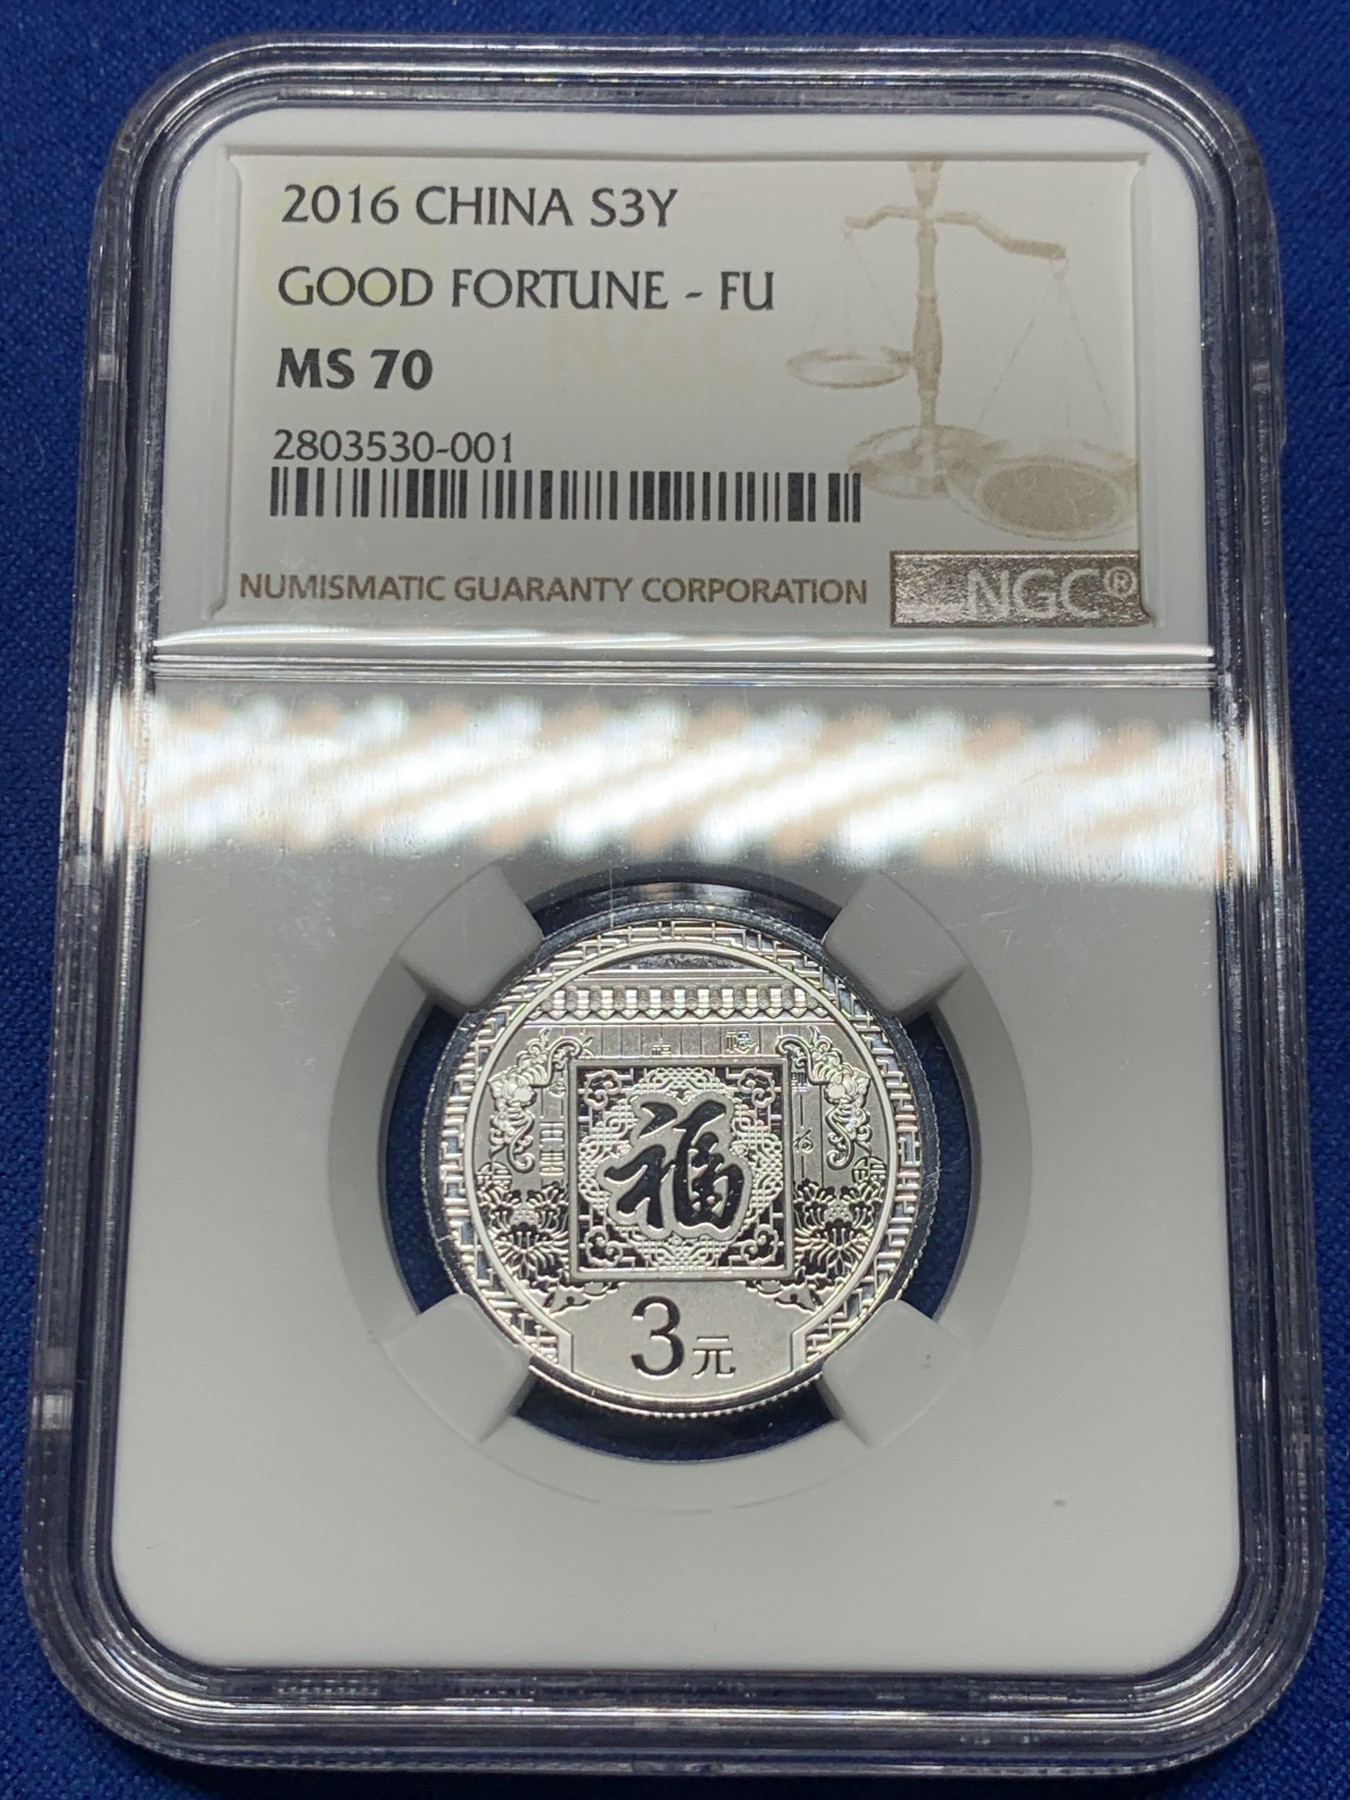 2016 CHINA S3Y
GOOD FORTUNE - FU
MS 70
2803530-001
NUMISMATIC GUARANTY CORPORATION
NGC®
福
3元